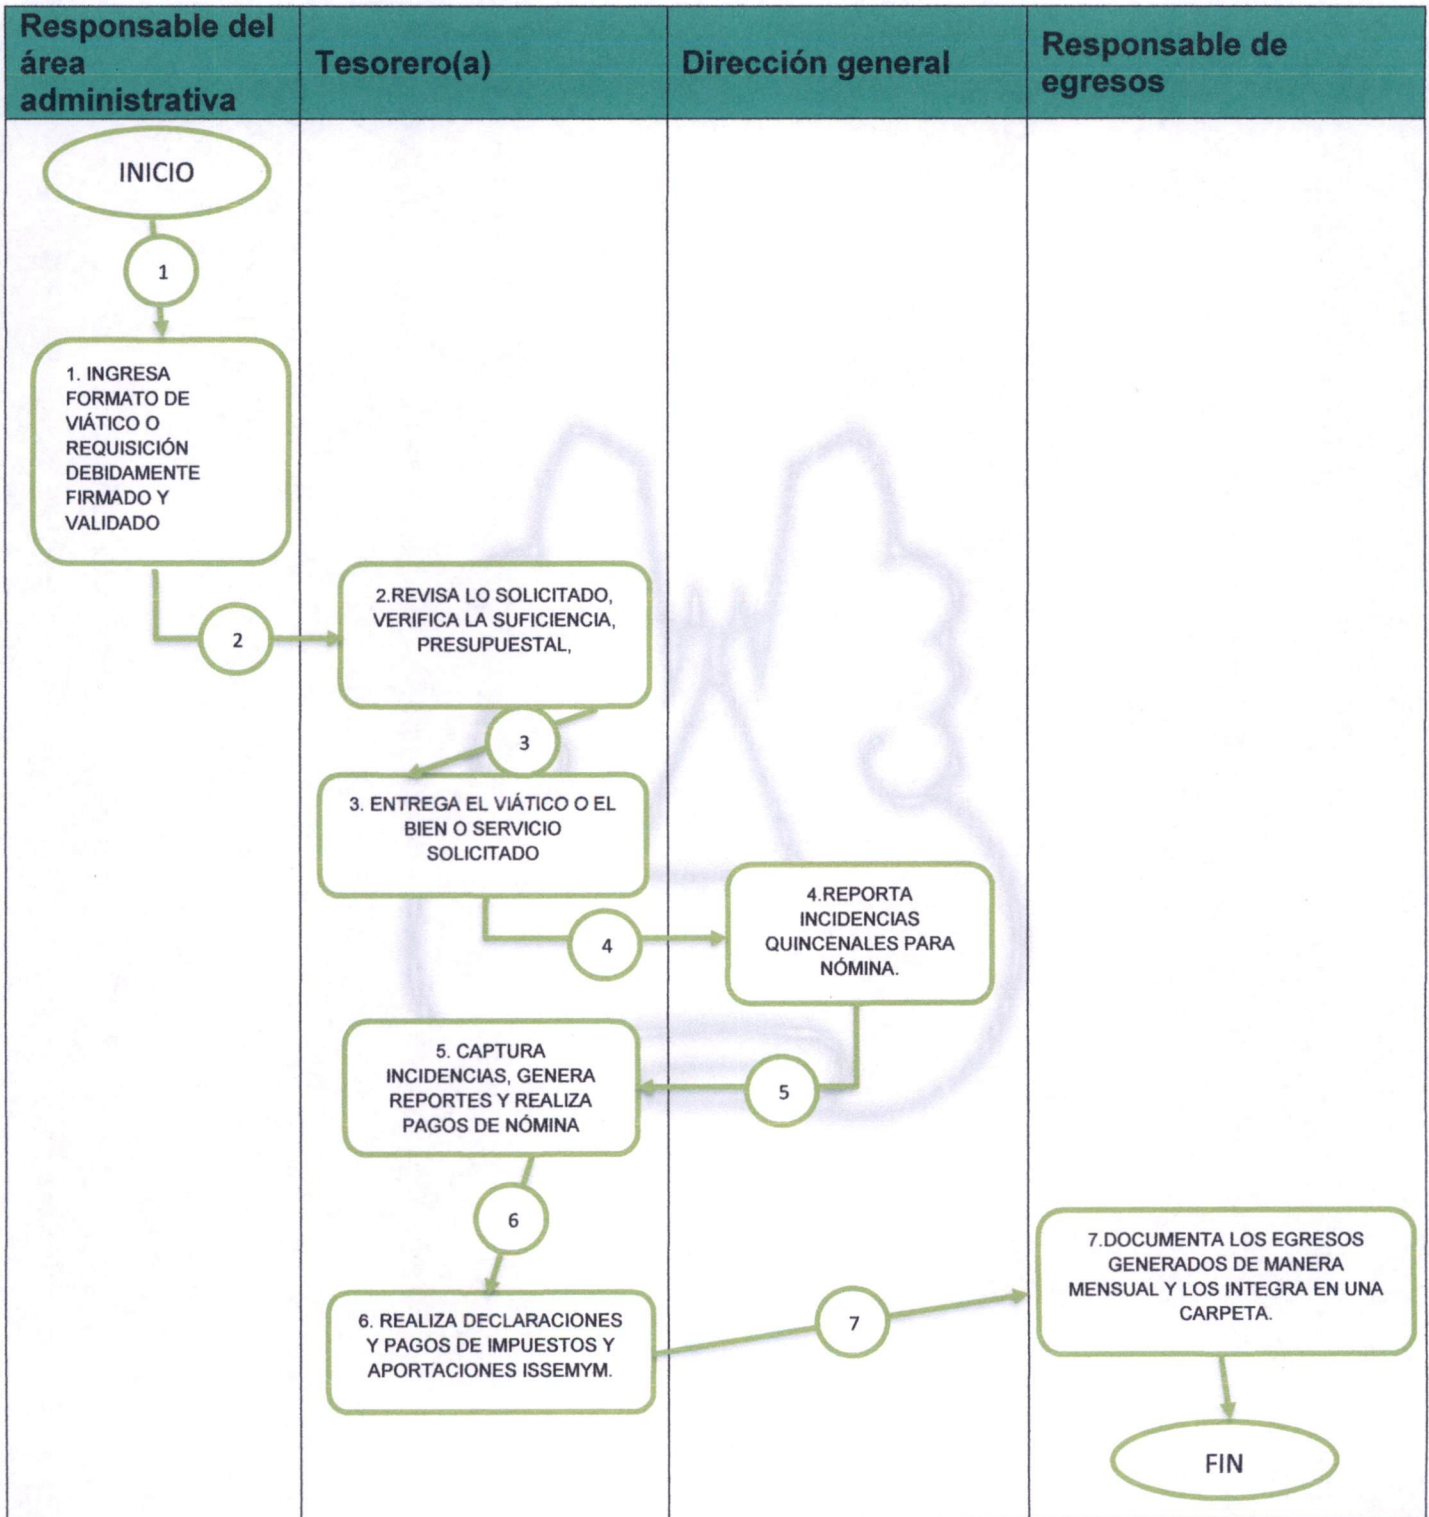 Responsable del
área
administrativa
Tesorero(a)
Dirección general
Responsable de
egresos
INICIO
1
1. INGRESA
FORMATO DE
VIÁTICO O
REQUISICIÓN
DEBIDAMENTE
FIRMADO Y
VALIDADO
2
2.REVISA LO SOLICITADO,
VERIFICA LA SUFICIENCIA,
PRESUPUESTAL,
3
3. ENTREGA EL VIÁTICO O EL
BIEN O SERVICIO
SOLICITADO
4
4.REPORTA
INCIDENCIAS
QUINCENALES PARA
NÓMINA.
5
5. CAPTURA
INCIDENCIAS, GENERA
REPORTES Y REALIZA
PAGOS DE NÓMINA
6
6. REALIZA DECLARACIONES
Y PAGOS DE IMPUESTOS Y
APORTACIONES ISSEMYM.
7
7.DOCUMENTA LOS EGRESOS
GENERADOS DE MANERA
MENSUAL Y LOS INTEGRA EN UNA
CARPETA.
FIN